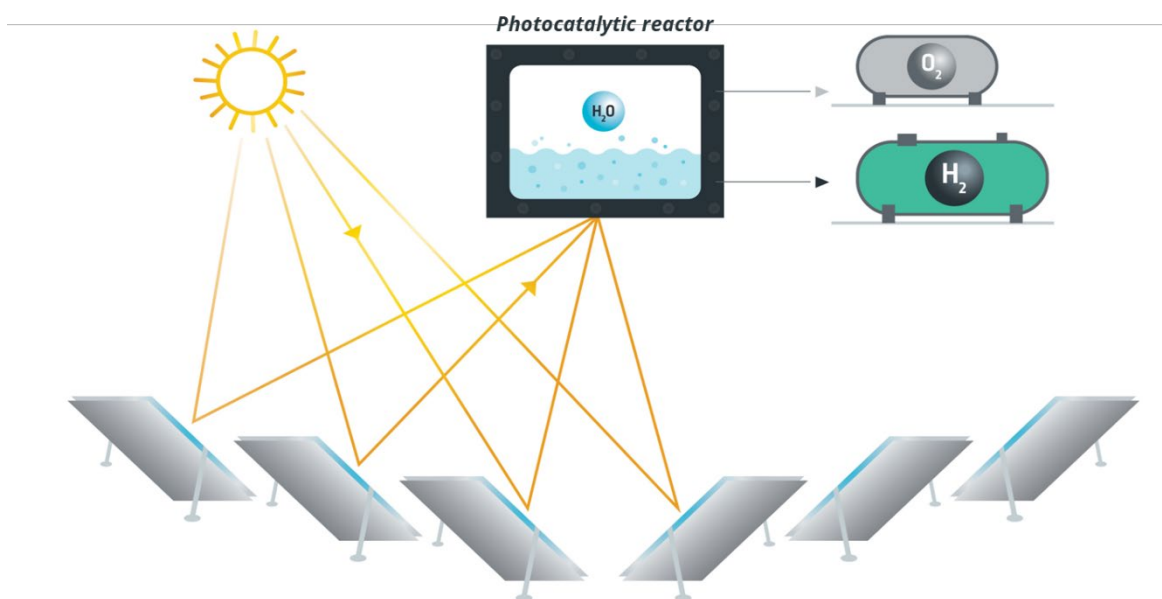 Photocatalytic reactor
O₂
H₂O
H₂